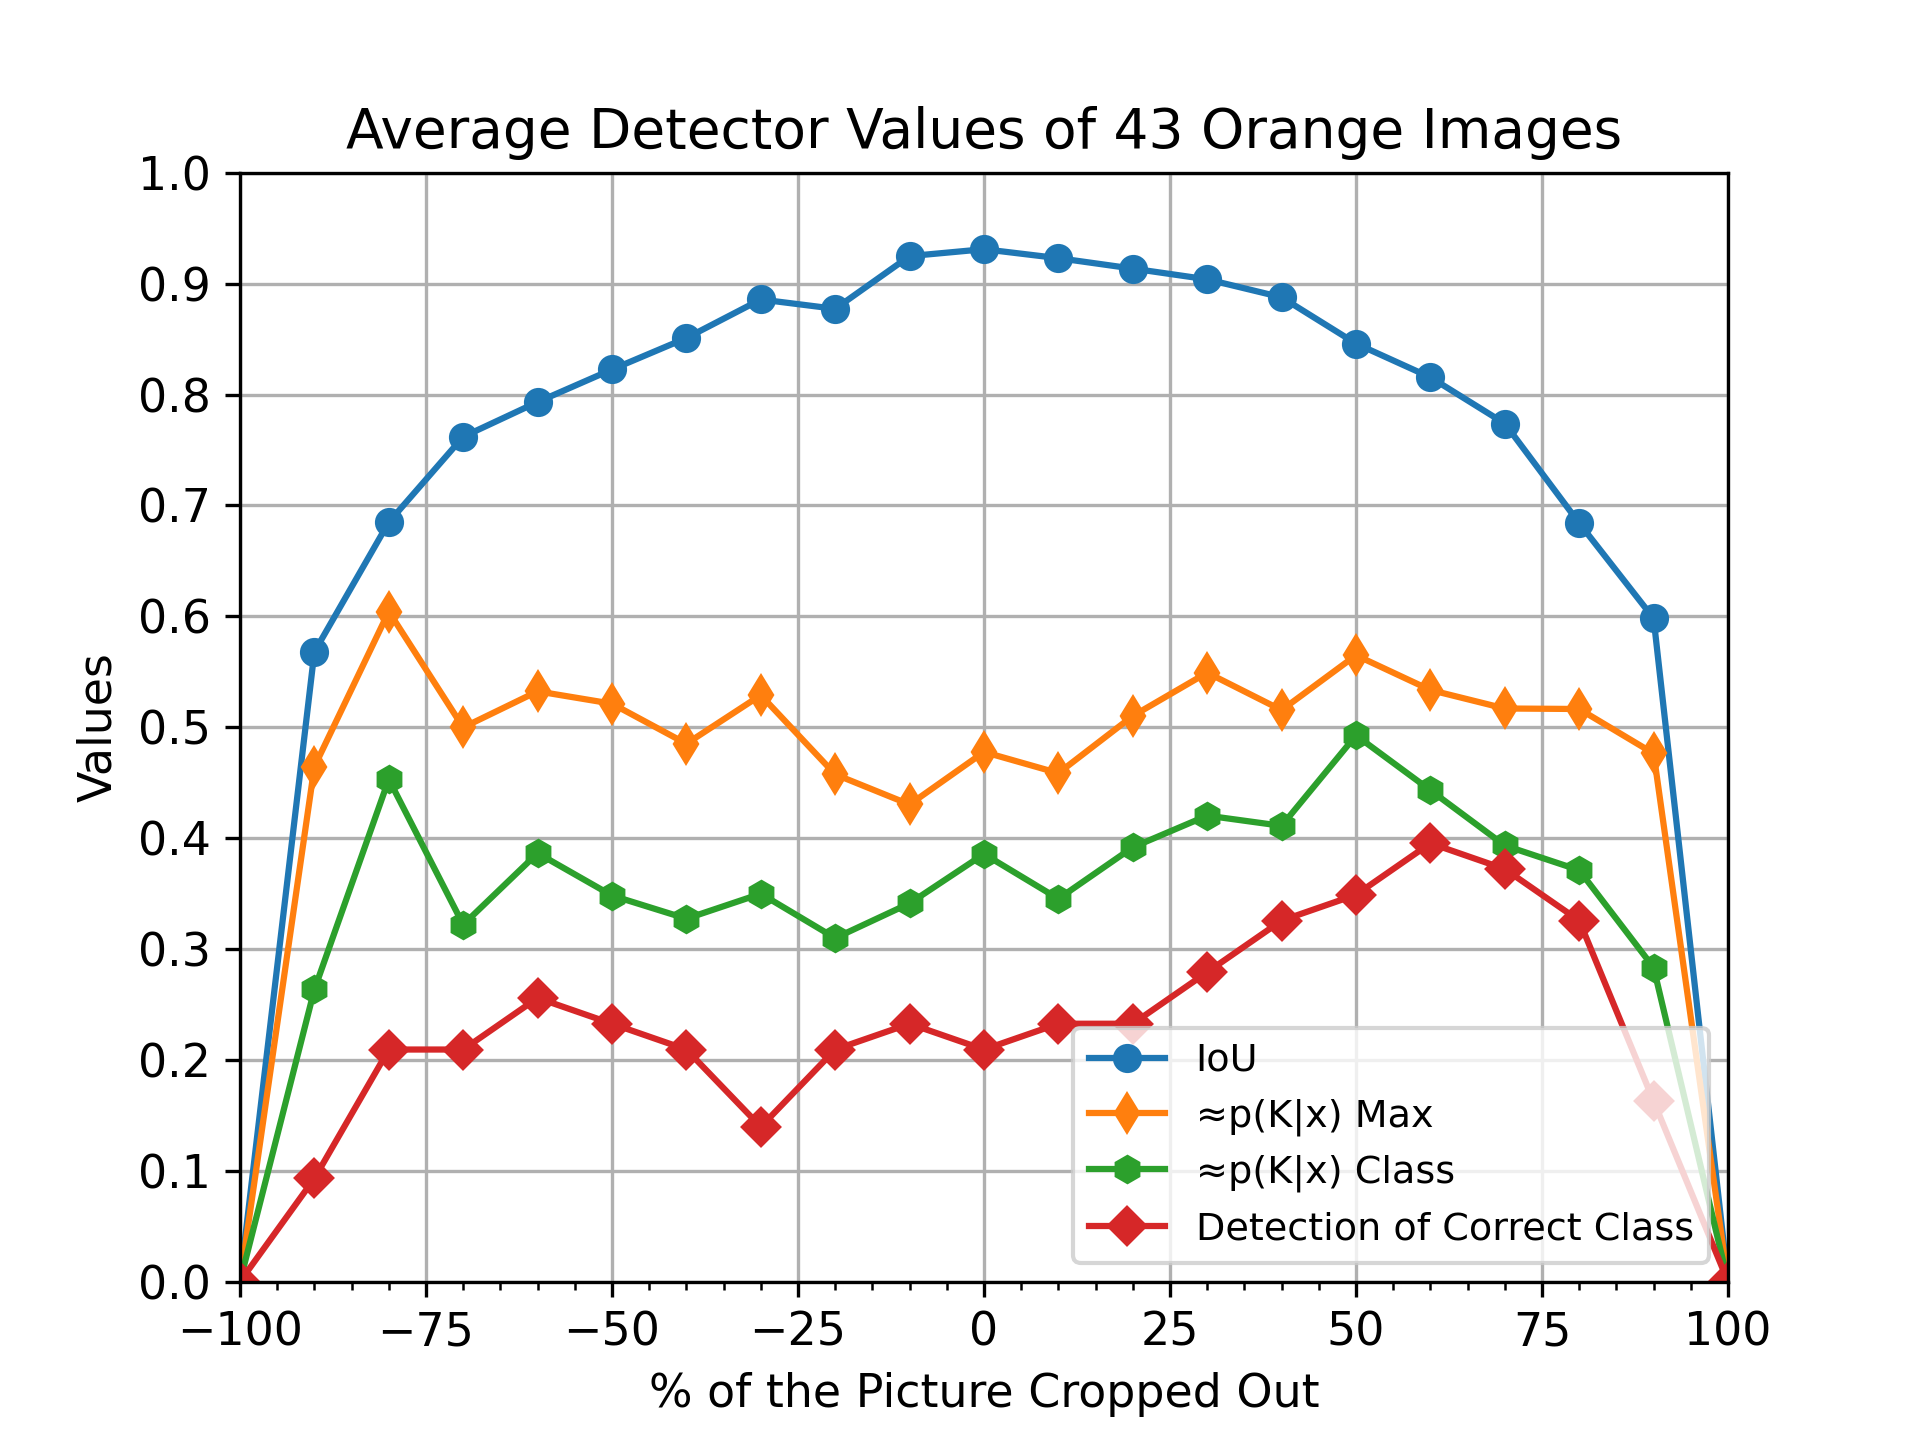 Average Detector Values of 43 Orange Images
1.0
0.9
0.8
0.7
0.6
0.5
0.4
0.3
0.2
0.1
0.0
Values
IoU
≈p(K|x) Max
≈p(K|x) Class
Detection of Correct Class
−100 −75 −50 −25 0 25 50 75 100
% of the Picture Cropped Out